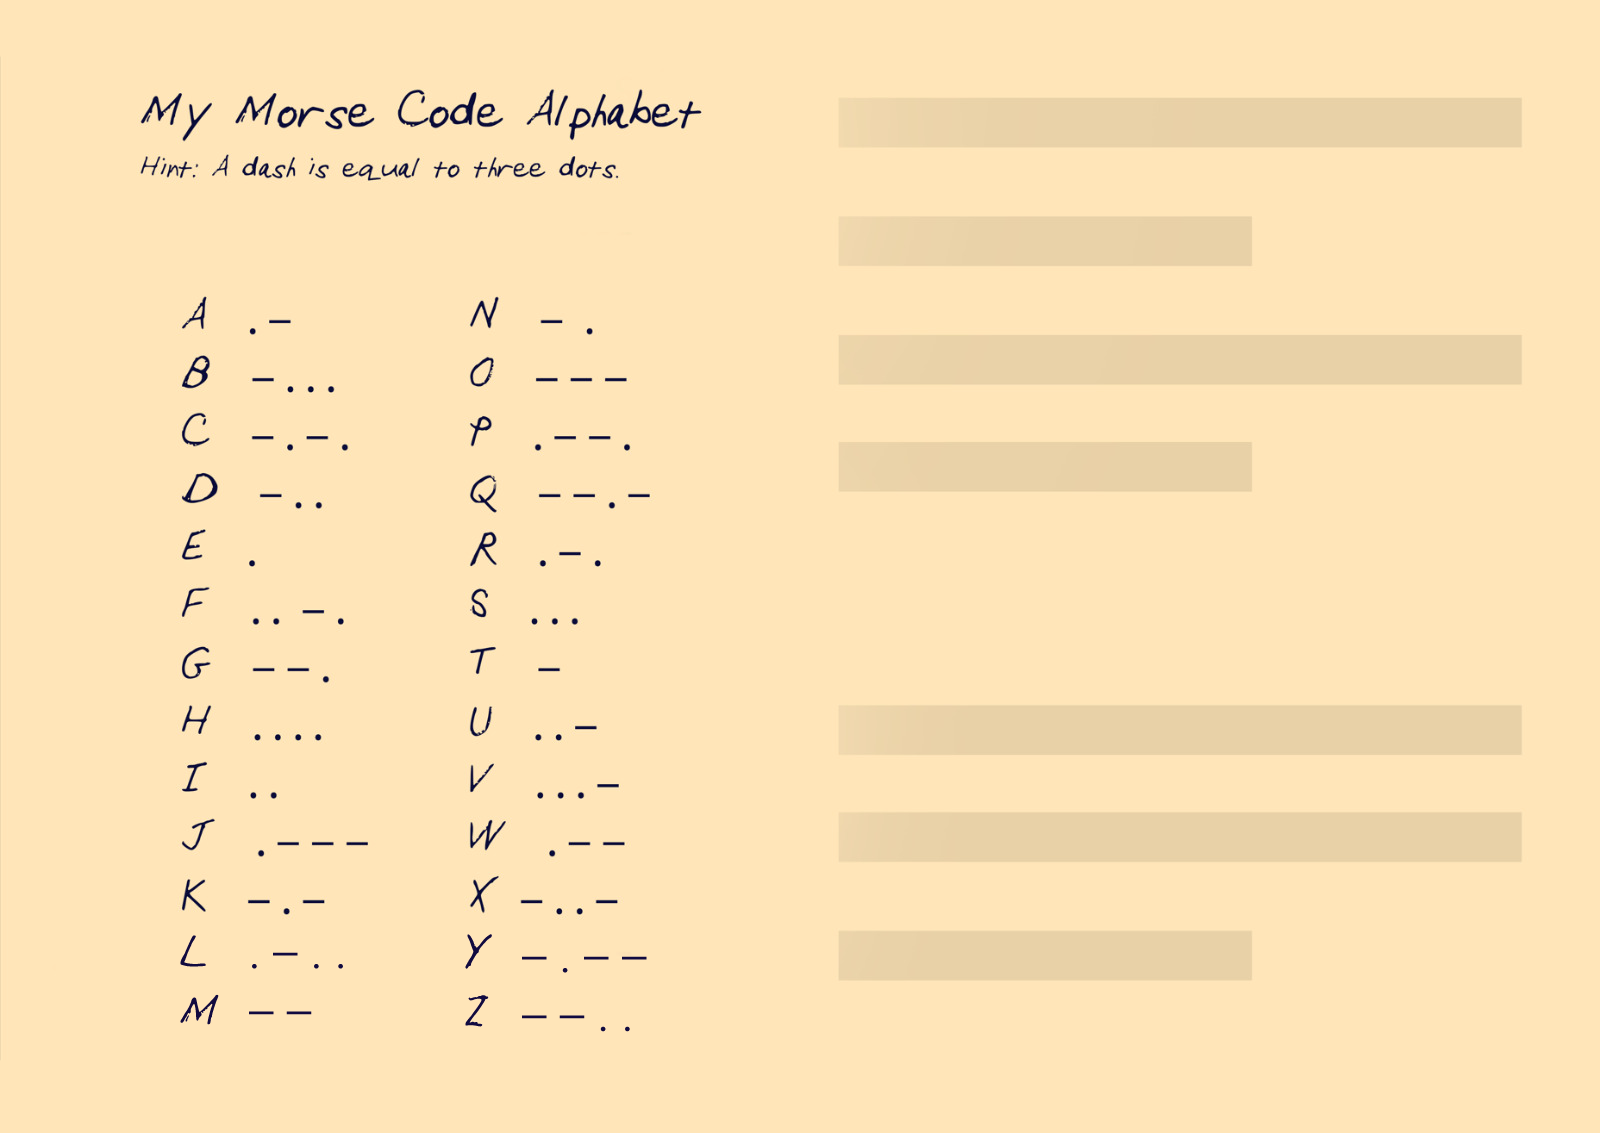 My Morse Code Alphabet
Hint: A dash is equal to three dots.
A .-
B -...
C -.-.
D -..
E .
F ..-.
G --.
H ....
I ..
J .---
K -.-
L .-..
M --
N -.
O ---
P .--.
Q --.-
R .-.
S ...
T -
U ..-
V ...-
W .--
X -..-
Y -.--
Z --..